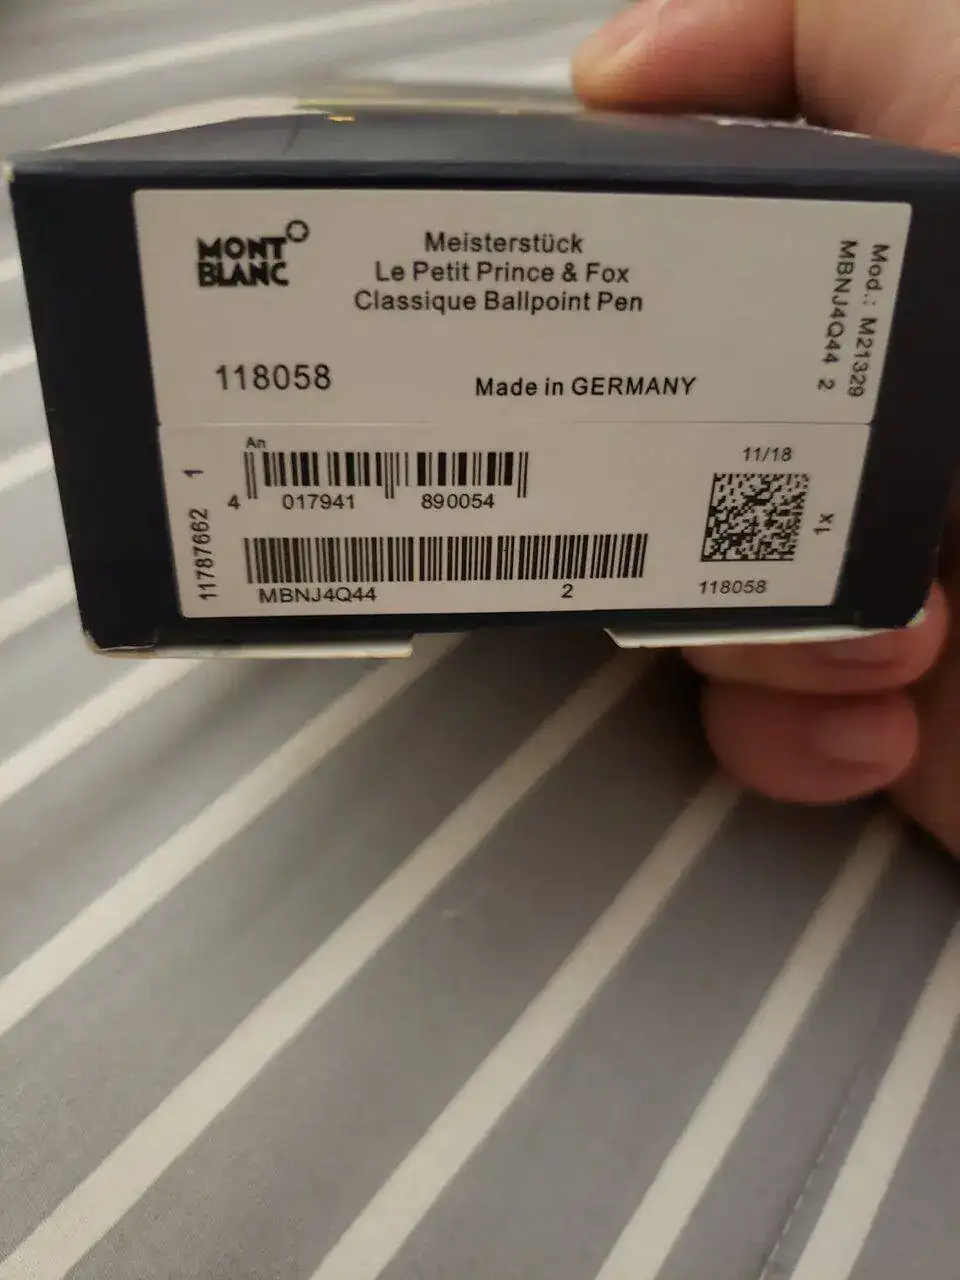 MONT
BLANC
Meisterstück
Le Petit Prince & Fox
Classique Ballpoint Pen
118058
Made in GERMANY
Mod.: M21329
MBNJ4Q44 2
11787662 1
An
4 017941 890054
MBNJ4Q44 2
11/18
x1
118058